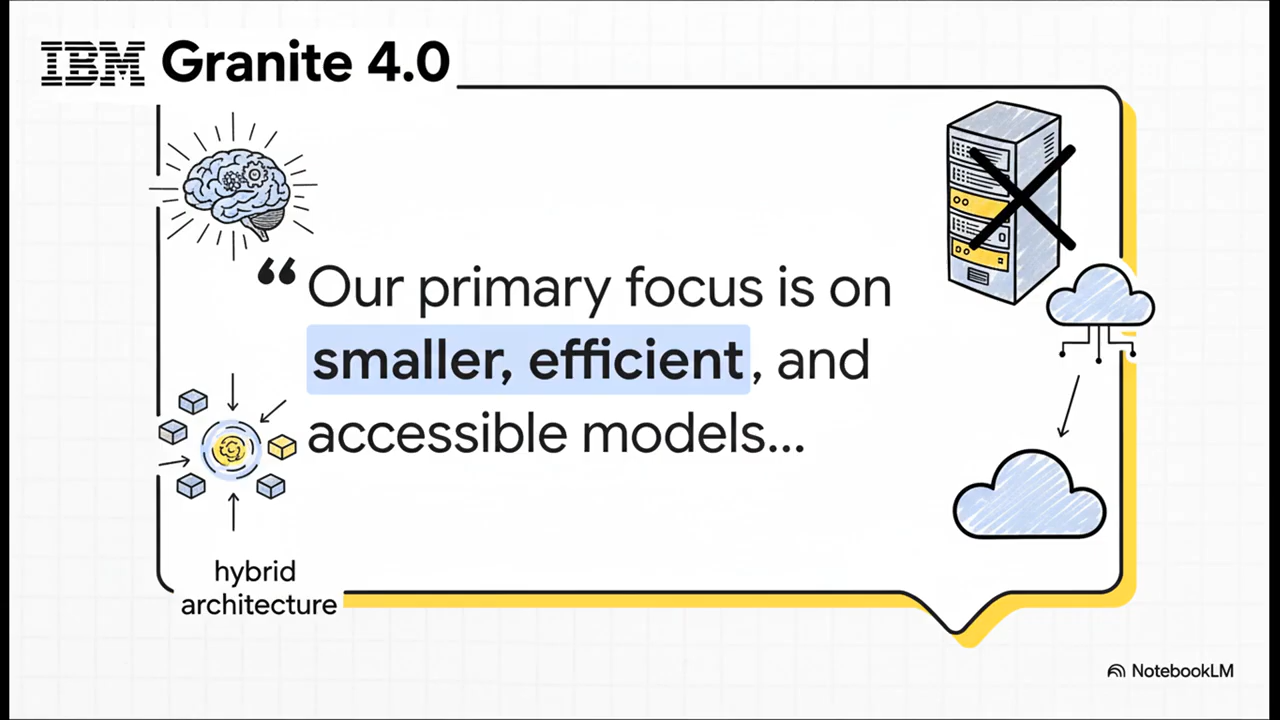 IBM Granite 4.0
“Our primary focus is on
smaller, efficient, and
accessible models...
hybrid
architecture
NotebookLM